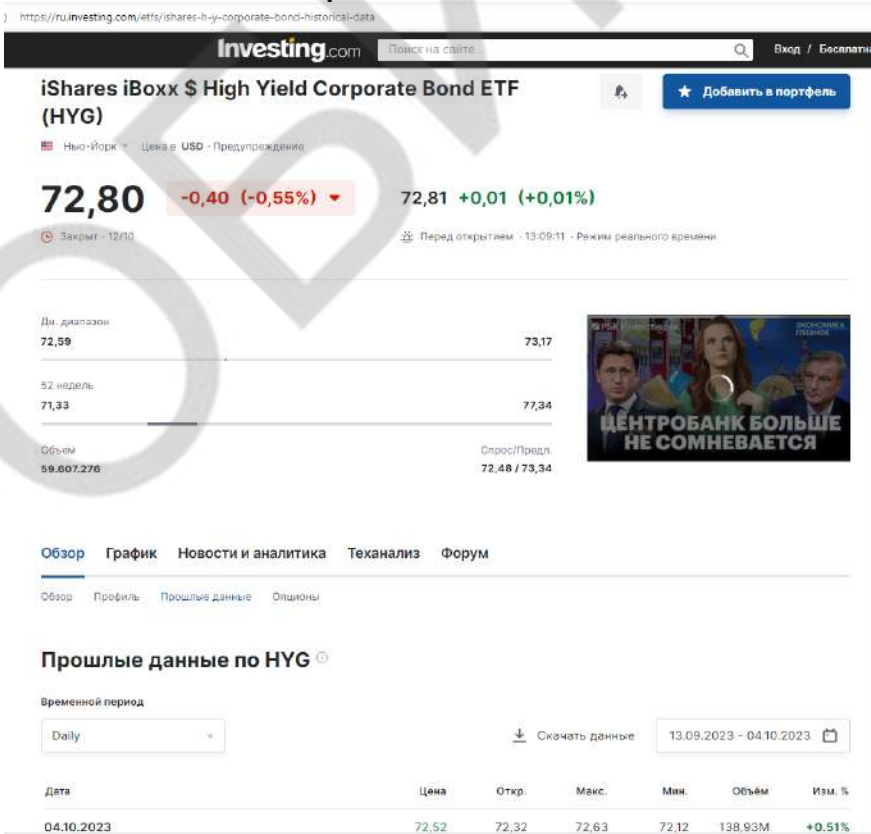 https://ru.investing.com/etfs/ishares-h-y-corporate-bond-historical-data
Investing.com
Поиск на сайте...
Вход / Бесплатна
iShares iBoxx $ High Yield Corporate Bond ETF
(HYG)
Добавить в портфель
Нью-Йорк
Цена в USD · Предупреждение
72,80 -0,40 (-0,55%) 72,81 +0,01 (+0,01%)
Закрыт · 12/10
Перед открытием · 13:09:11 · Режим реального времени
Дн. диапазон
72,59 73,17
52 недель
71,33 77,34
Объем Спрос/Предл.
59.607.276 72,48 / 73,34
РБК Инвестиции
ЭКОНОМИКА
ГЛАВНОЕ
ЦЕНТРОБАНК БОЛЬШЕ
НЕ СОМНЕВАЕТСЯ
Обзор График Новости и аналитика Теханализ Форум
Обзор Профиль Прошлые данные Опционы
Прошлые данные по HYG
Временной период
Daily
Скачать данные
13.09.2023 - 04.10.2023
Дата Цена Откр. Макс. Мин. Объём Изм. %
04.10.2023 72,52 72,32 72,63 72,12 138,93M +0.51%